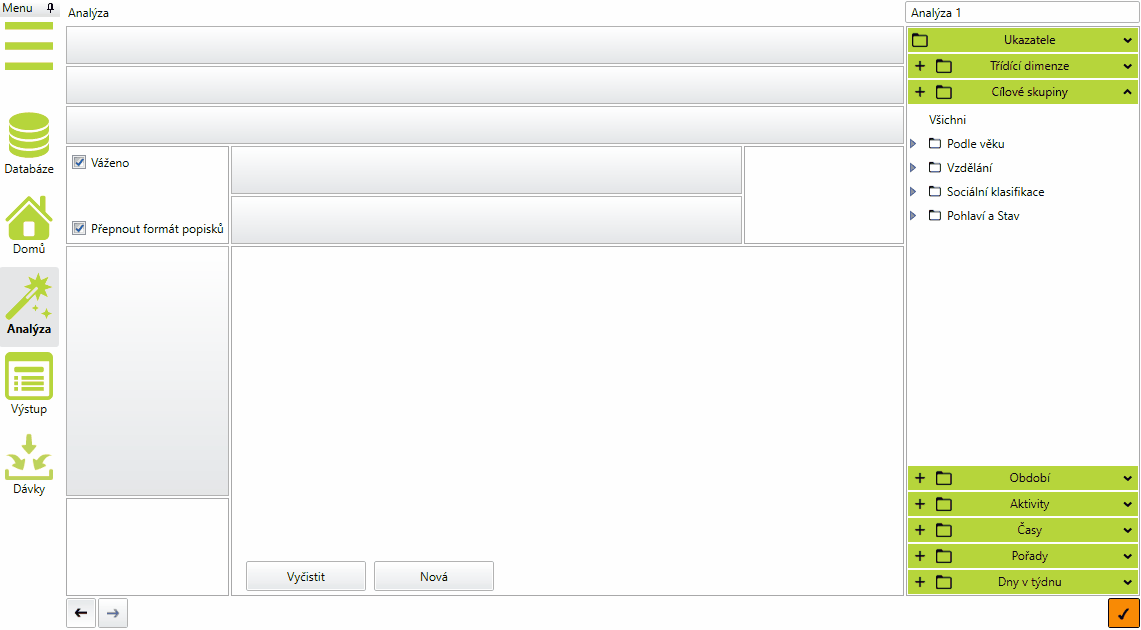 Menu
Analýza
Analýza 1
Databáze
Domů
Analýza
Výstup
Dávky
Váženo
Přepnout formát popisků
Vyčistit
Nová
Ukazatele
Třídící dimenze
Cílové skupiny
Všichni
Podle věku
Vzdělání
Sociální klasifikace
Pohlaví a Stav
Období
Aktivity
Časy
Pořady
Dny v týdnu